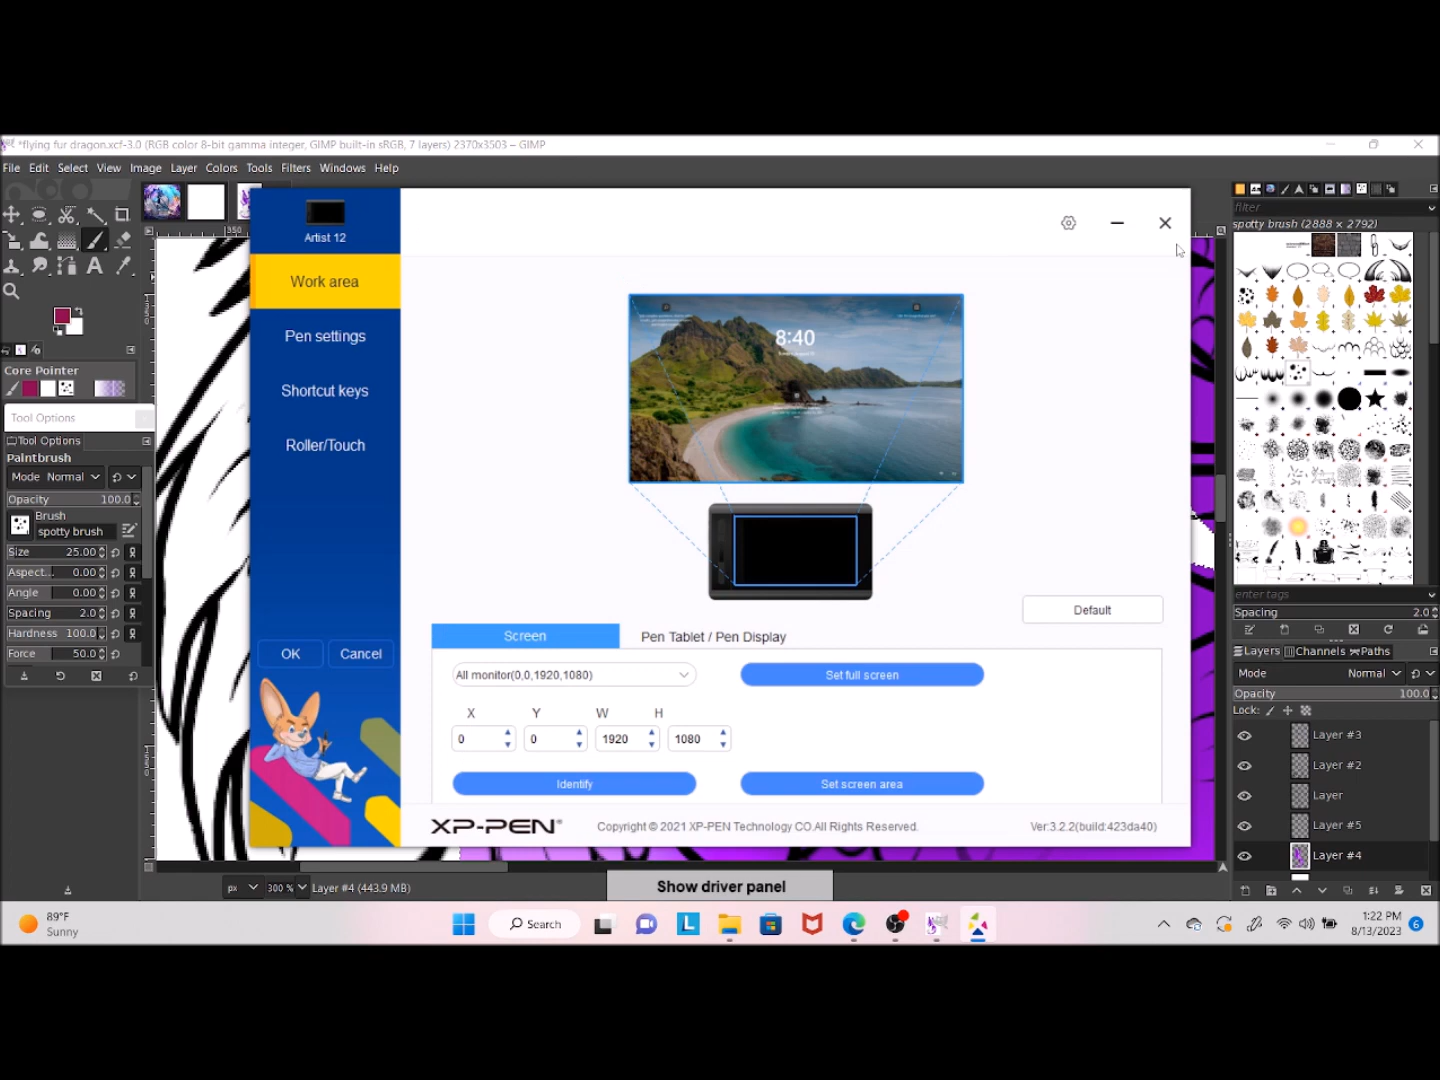 *flying fur dragon.xcf-3.0 (RGB color 8-bit gamma integer, GIMP built-in sRGB, 7 layers) 2370x3503 – GIMP
File Edit Select View Image Layer Colors Tools Filters Windows Help
350
Artist 12
Work area
Pen settings
Shortcut keys
Roller/Touch
OK Cancel
8:40
Default
Screen
Pen Tablet / Pen Display
All monitor(0,0,1920,1080)
Set full screen
X Y W H
0 0 1920 1080
Identify
Set screen area
XP-PEN®
Copyright © 2021 XP-PEN Technology CO.All Rights Reserved.
Ver:3.2.2(build:423da40)
Core Pointer
Tool Options
Tool Options
Paintbrush
Mode Normal
Opacity 100.0
Brush
spotty brush
Size 25.00
Aspect... 0.00
Angle 0.00
Spacing 2.0
Hardness 100.0
Force 50.0
filter
spotty brush (2888 × 2792)
enter tags
Spacing 2.0
Layers Channels Paths
Mode Normal
Opacity 100.0
Lock:
Layer #3
Layer #2
Layer
Layer #5
Layer #4
px 300 % Layer #4 (443.9 MB)
Show driver panel
89°F
Sunny
Search
1:22 PM
8/13/2023
6